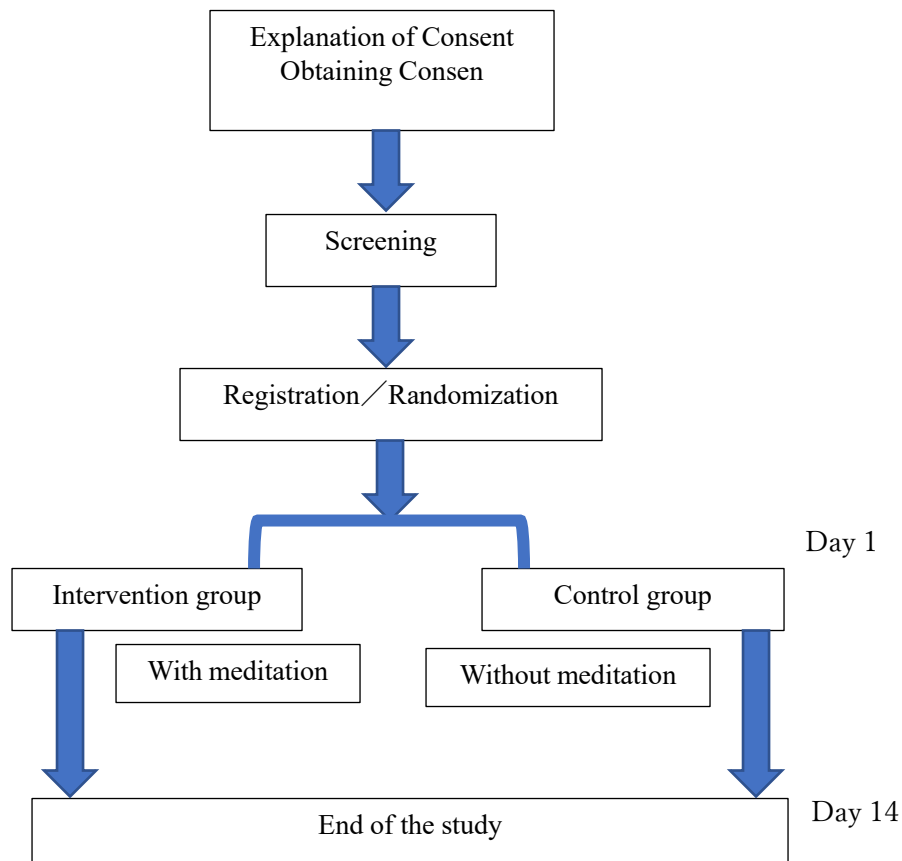 Explanation of Consent
Obtaining Consen
Screening
Registration／Randomization
Day 1
Intervention group
Control group
With meditation
Without meditation
Day 14
End of the study